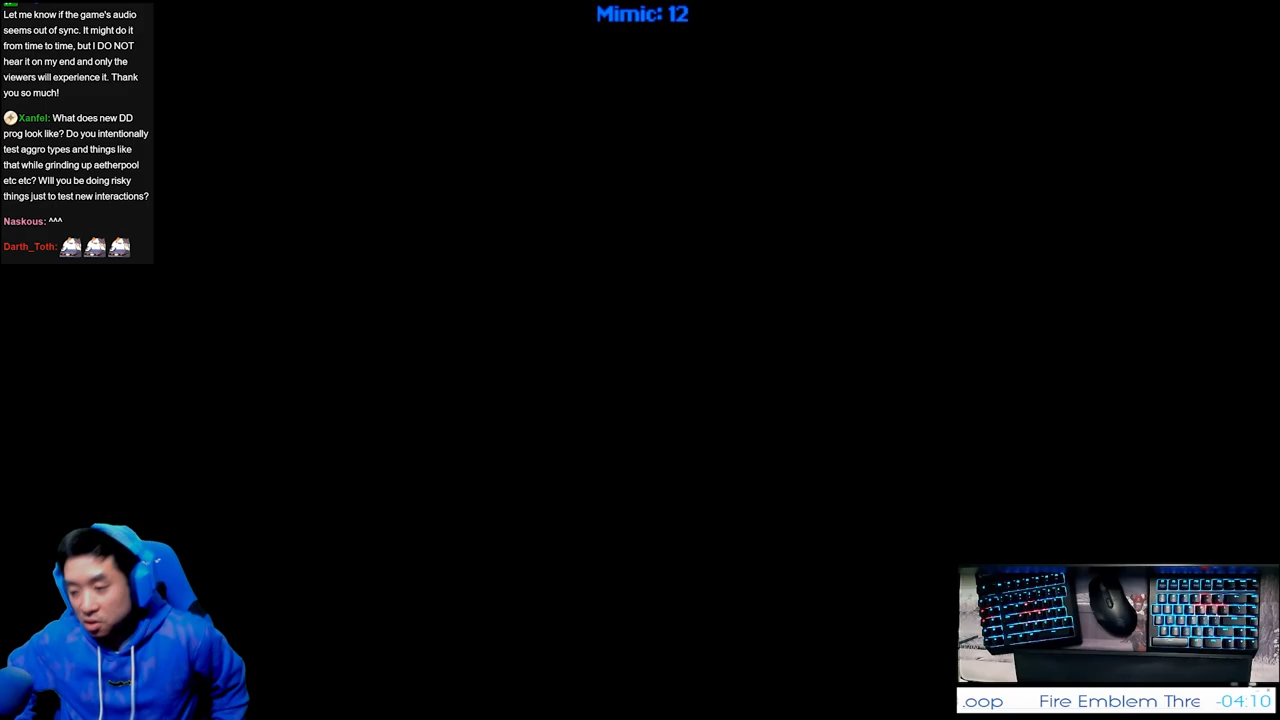 Let me know if the game's audio
seems out of sync. It might do it
from time to time, but I DO NOT
hear it on my end and only the
viewers will experience it. Thank
you so much!
Xanfel: What does new DD
prog look like? Do you intentionally
test aggro types and things like
that while grinding up aetherpool
etc etc? WIll you be doing risky
things just to test new interactions?
Naskous: ^^^
Darth_Toth:
Mimic: 12
.oop Fire Emblem Thre -04:10